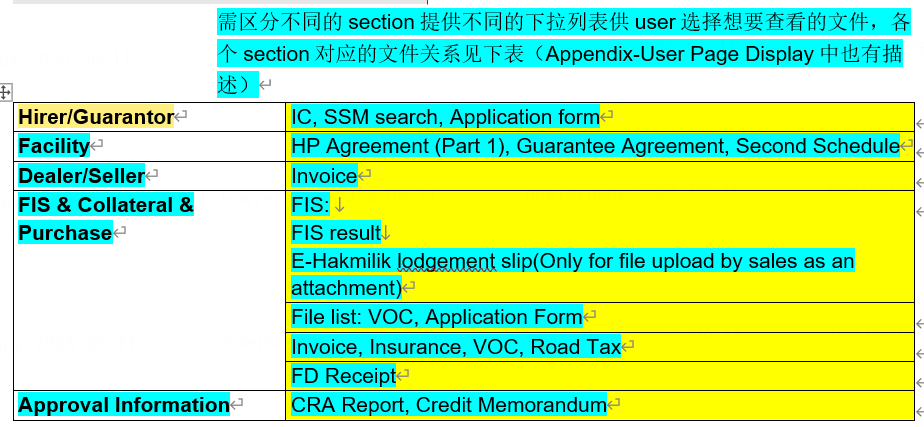 需区分不同的 section 提供不同的下拉列表供 user 选择想要查看的文件，各
个 section 对应的文件关系见下表（Appendix-User Page Display 中也有描
述）
Hirer/Guarantor
IC, SSM search, Application form
Facility
HP Agreement (Part 1), Guarantee Agreement, Second Schedule
Dealer/Seller
Invoice
FIS & Collateral &
Purchase
FIS:
FIS result
E-Hakmilik lodgement slip(Only for file upload by sales as an
attachment)
File list: VOC, Application Form
Invoice, Insurance, VOC, Road Tax
FD Receipt
Approval Information
CRA Report, Credit Memorandum